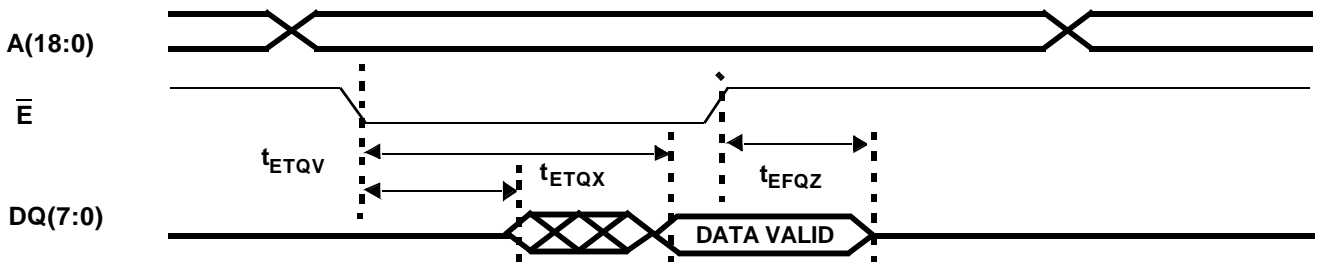 A(18:0)
E̅
tETQV
tETQX
tEFQZ
DQ(7:0)
DATA VALID